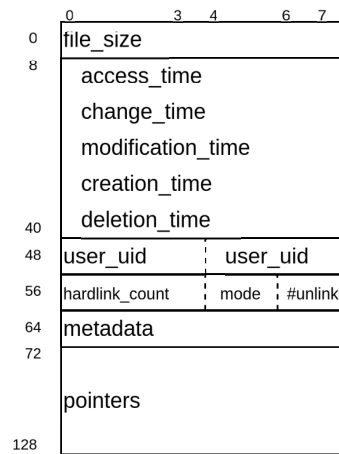 0 3 4 6 7
0 file_size
8 access_time
change_time
modification_time
creation_time
40 deletion_time
48 user_uid user_uid
56 hardlink_count mode #unlink
64 metadata
72
pointers
128